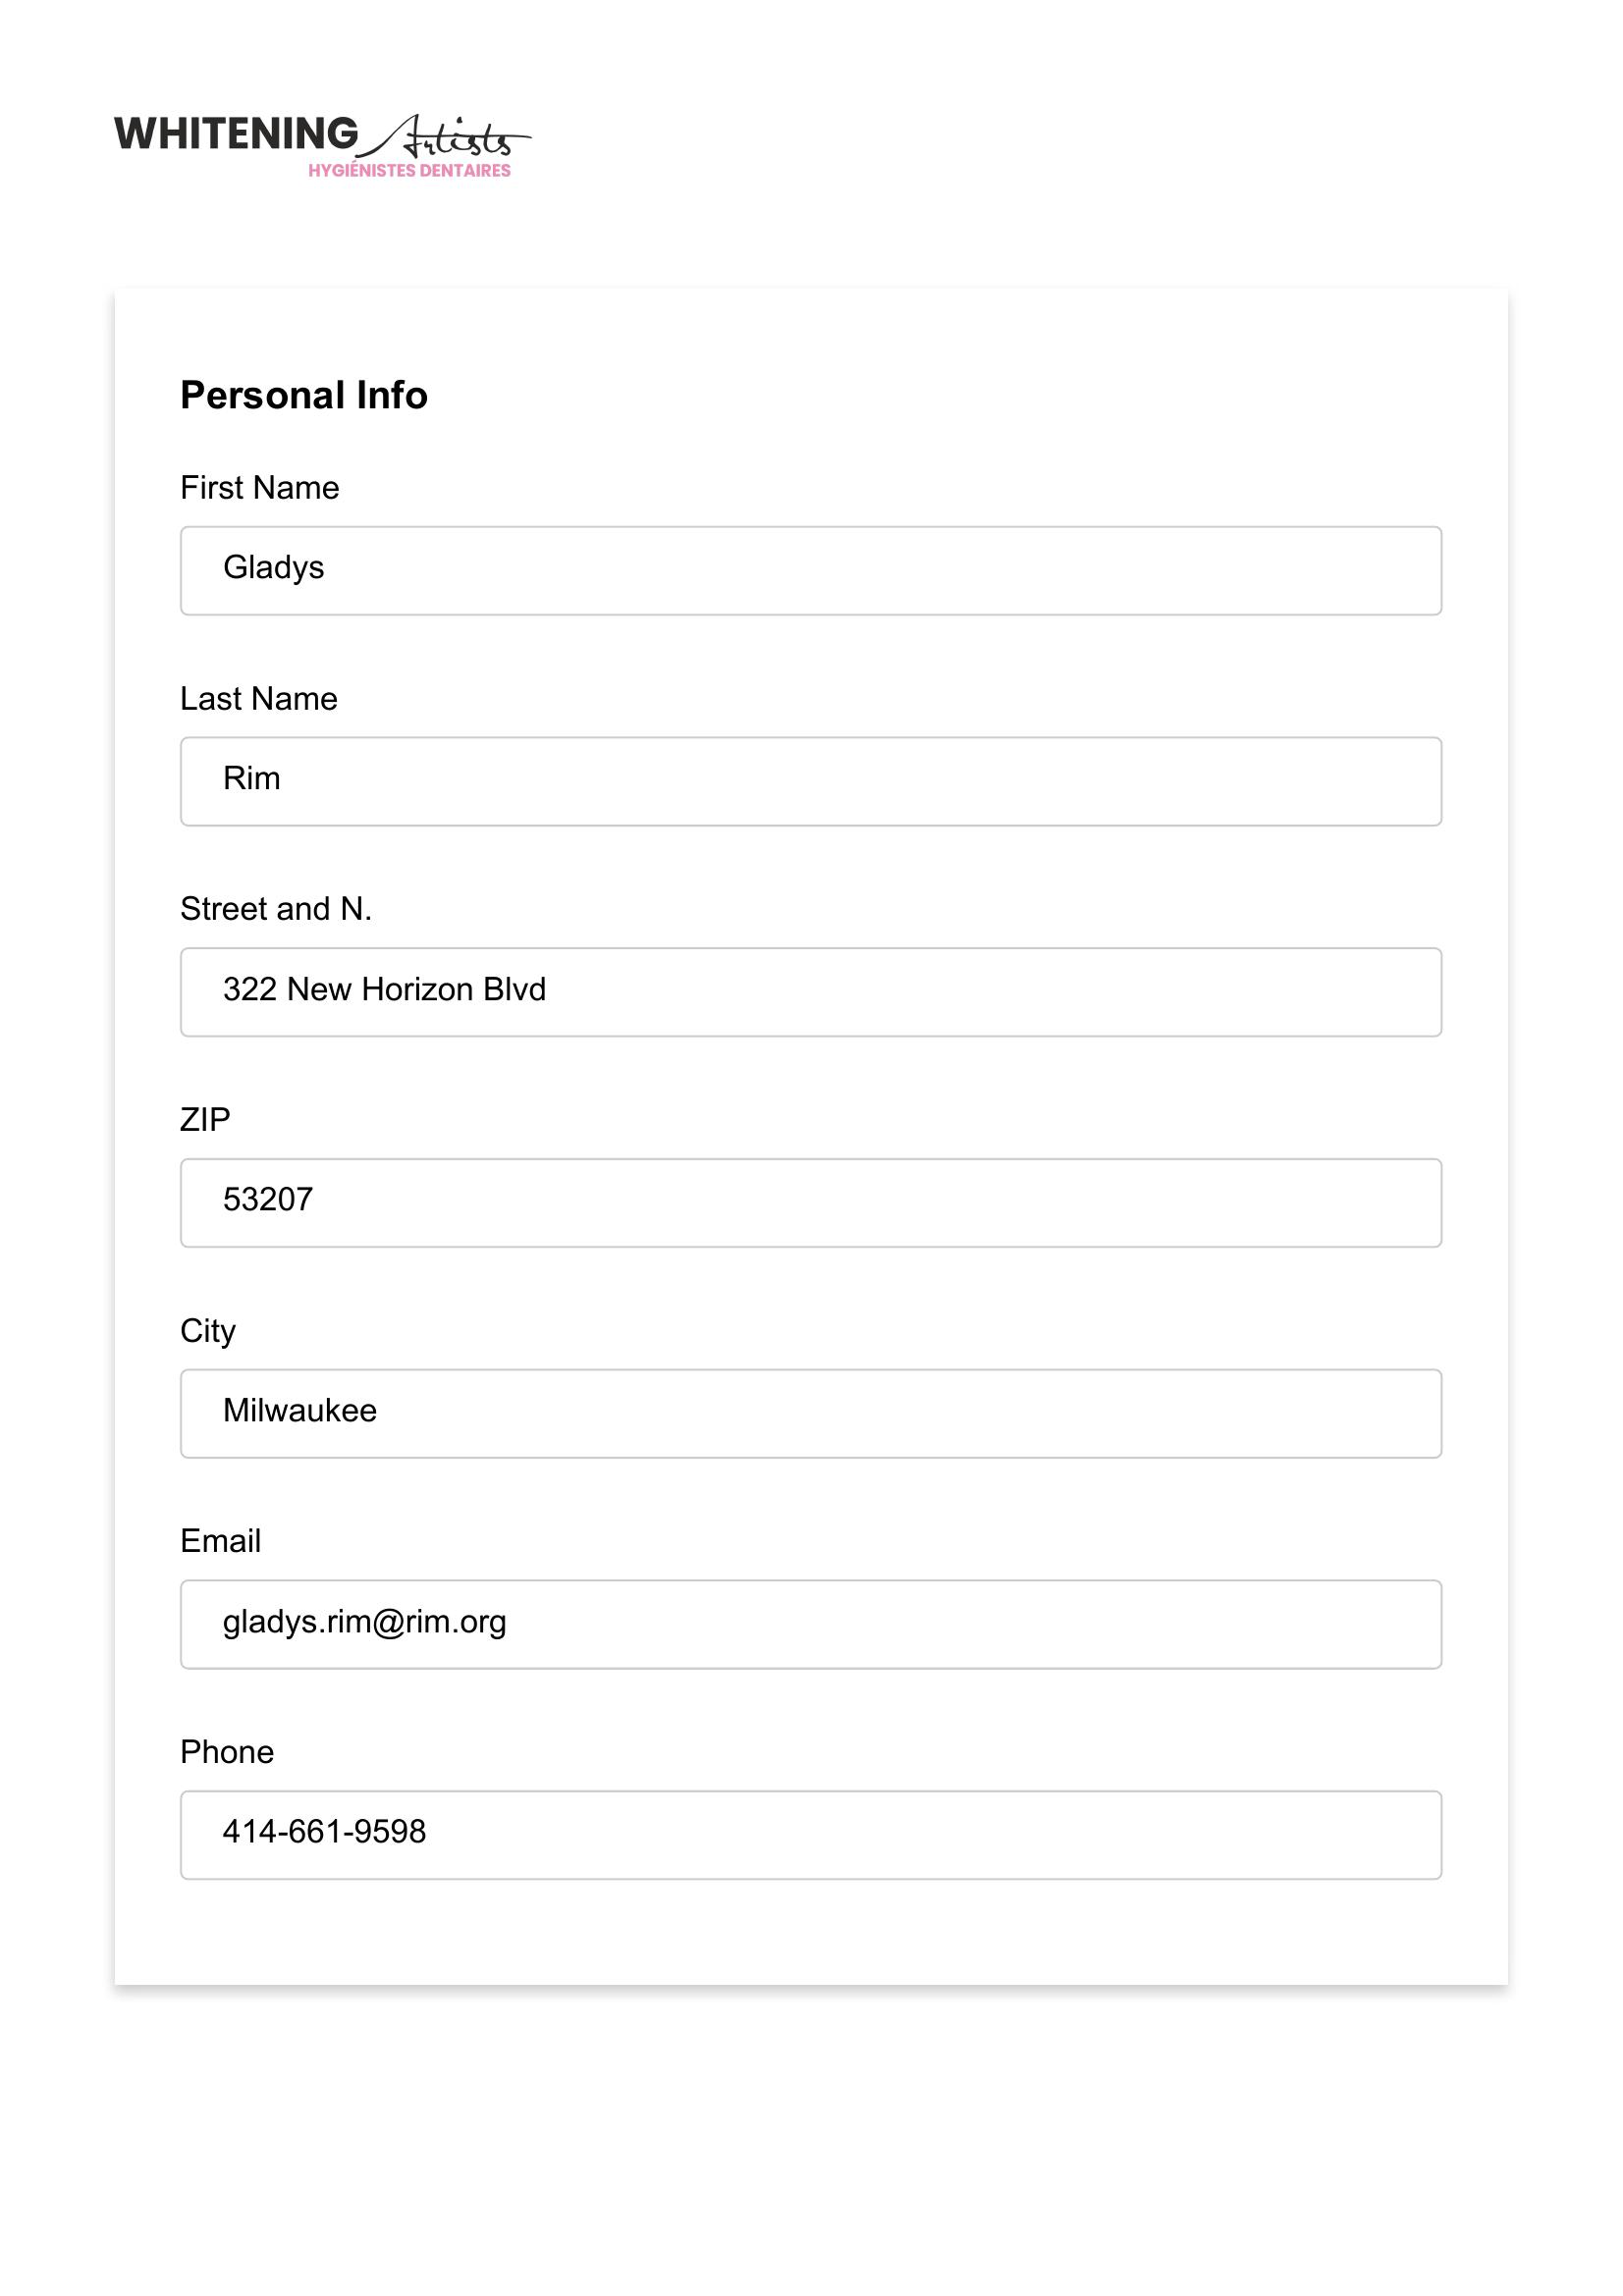 WHITENING Artists
HYGIÉNISTES DENTAIRES
Personal Info
First Name
Gladys
Last Name
Rim
Street and N.
322 New Horizon Blvd
ZIP
53207
City
Milwaukee
Email
gladys.rim@rim.org
Phone
414-661-9598